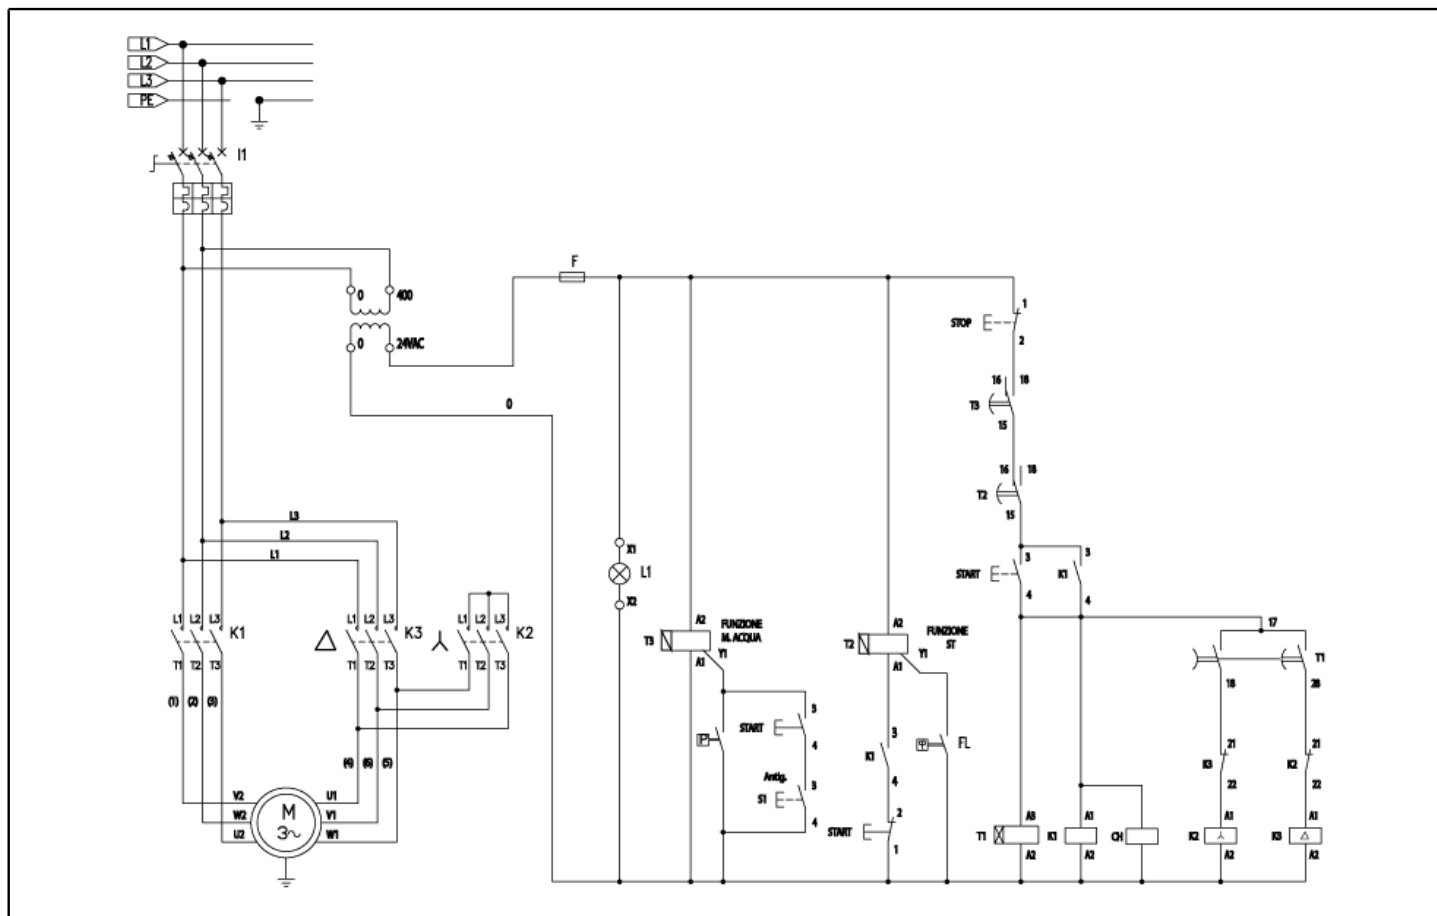 L1
L2
L3
PE
I1
0
400
0
24VAC
F
0
STOP
1
2
16
18
T3
15
16
18
T2
15
L3
L2
L1
X1
L1
X2
START
3
4
K1
3
4
L1
L2
L3
K1
T1
T2
T3
L1
L2
L3
K3
T1
T2
T3
L1
L2
L3
K2
T1
T2
T3
(1)
(2)
(3)
(4)
(6)
(5)
A2
FUNZIONE
M. ACQUA
T3
A1
Y1
P
START
3
4
Antig.
S1
3
4
A2
FUNZIONE
ST
T2
A1
Y1
K1
3
4
FL
START
2
1
17
T1
18
28
K3
21
22
K2
21
22
V2
W2
U2
M
3~
U1
V1
W1
T1
A3
A2
K1
A1
A2
CH
K2
A1
A2
K3
A1
A2